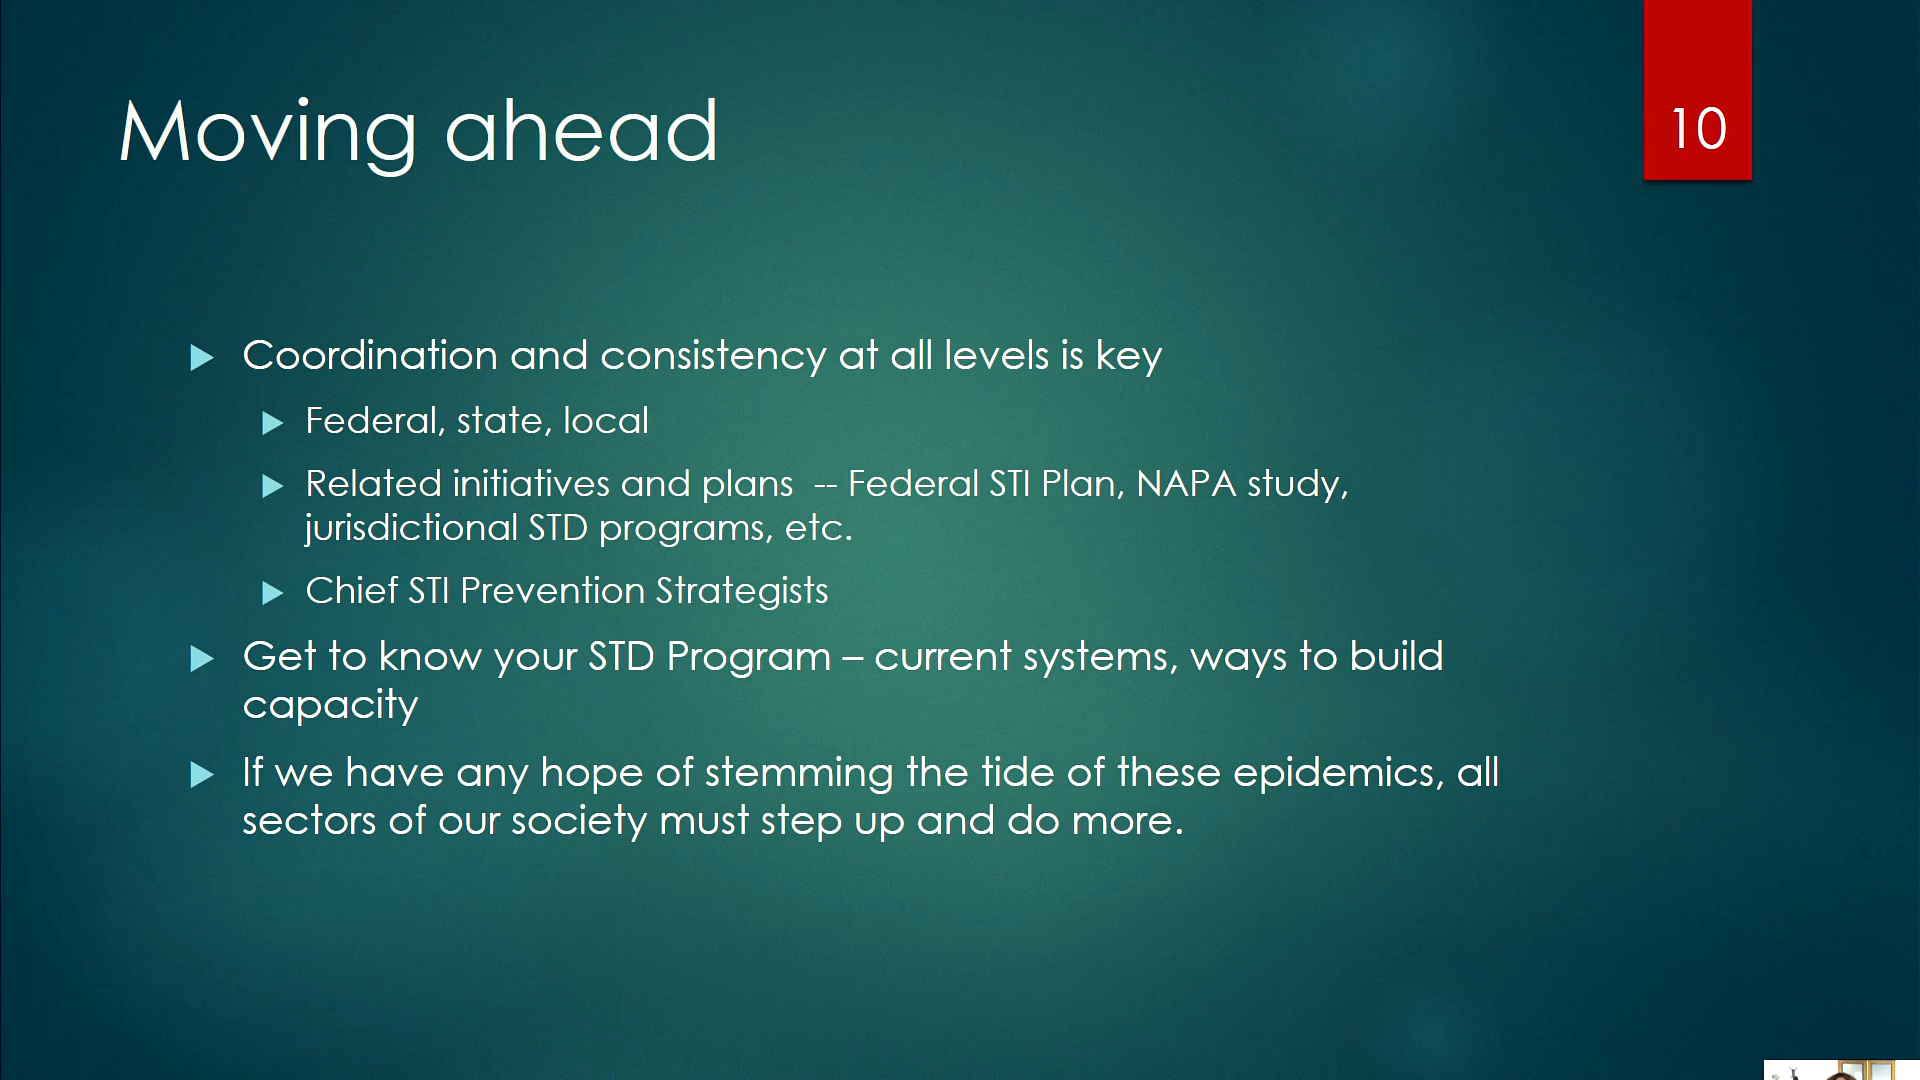 Moving ahead
10
Coordination and consistency at all levels is key
Federal, state, local
Related initiatives and plans  -- Federal STI Plan, NAPA study,
jurisdictional STD programs, etc.
Chief STI Prevention Strategists
Get to know your STD Program – current systems, ways to build
capacity
If we have any hope of stemming the tide of these epidemics, all
sectors of our society must step up and do more.